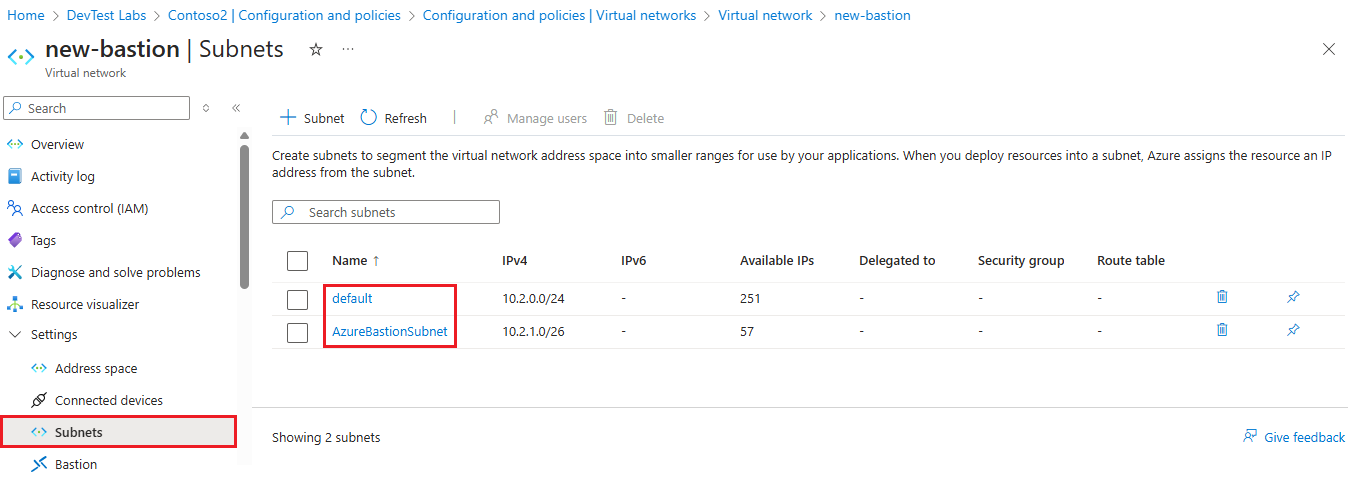 Home > DevTest Labs > Contoso2 | Configuration and policies > Configuration and policies | Virtual networks > Virtual network > new-bastion
new-bastion | Subnets
Virtual network
Search
Overview
Activity log
Access control (IAM)
Tags
Diagnose and solve problems
Resource visualizer
Settings
Address space
Connected devices
Subnets
Bastion
+ Subnet Refresh | Manage users Delete
Create subnets to segment the virtual network address space into smaller ranges for use by your applications. When you deploy resources into a subnet, Azure assigns the resource an IP
address from the subnet.
Search subnets
Name ↑ IPv4 IPv6 Available IPs Delegated to Security group Route table
default 10.2.0.0/24 - 251 - - -
AzureBastionSubnet 10.2.1.0/26 - 57 - - -
Showing 2 subnets
Give feedback